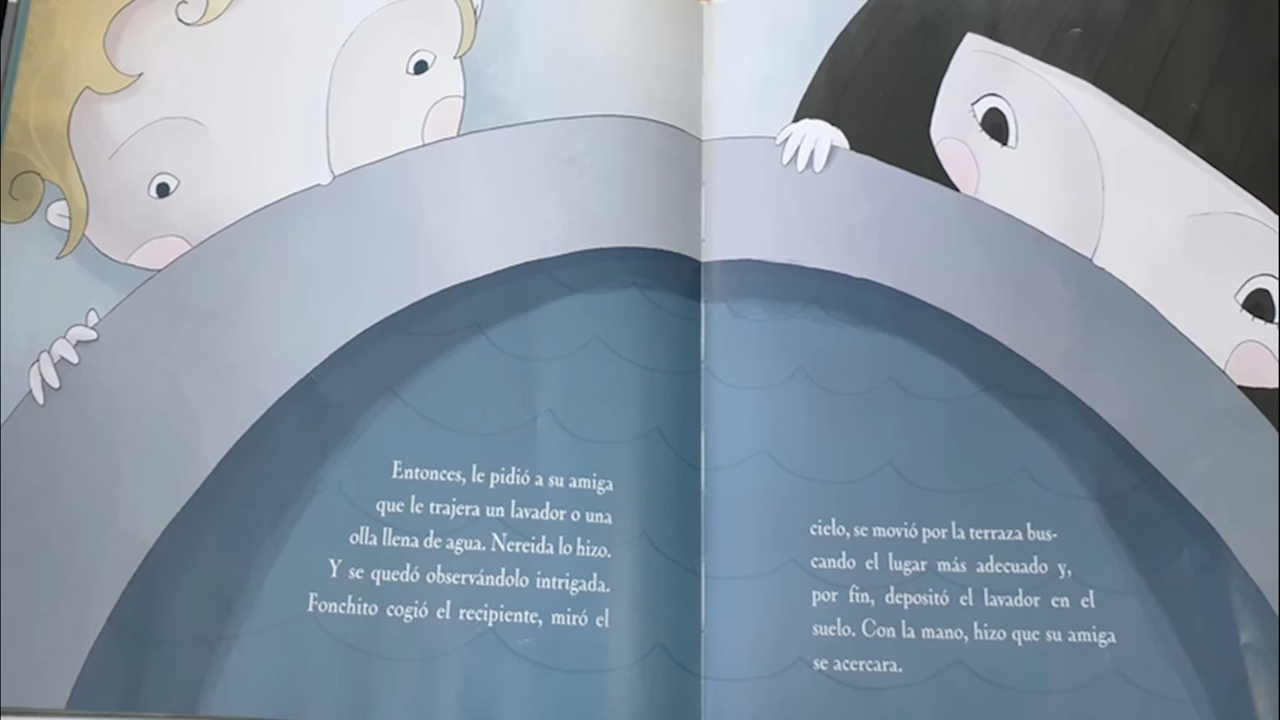 Entonces, le pidió a su amiga
que le trajera un lavador o una
olla llena de agua. Nereida lo hizo.
Y se quedó observándolo intrigada.
Fonchito cogió el recipiente, miró el
cielo, se movió por la terraza bus-
cando el lugar más adecuado y,
por fin, depositó el lavador en el
suelo. Con la mano, hizo que su amiga
se acercara.